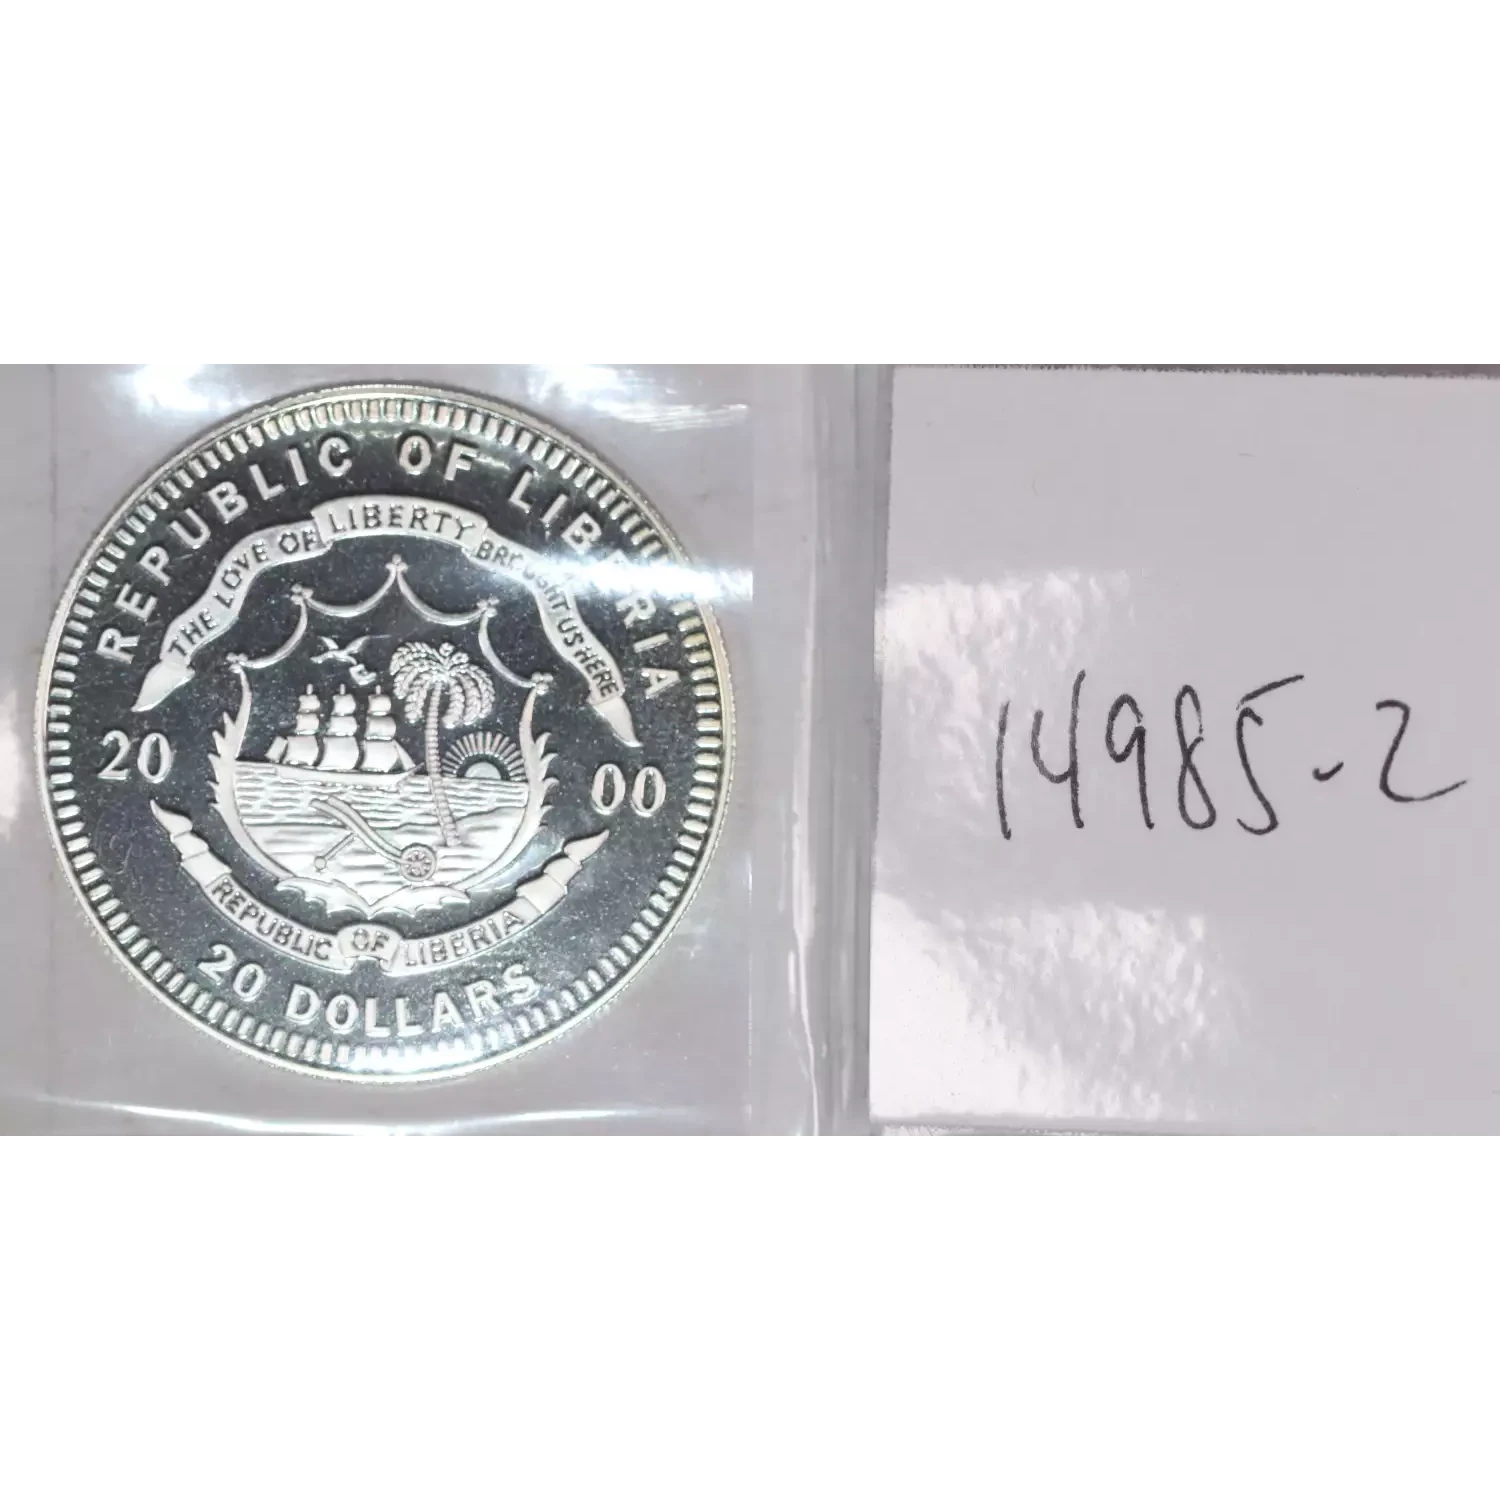 REPUBLIC OF LIBERIA
THE LOVE OF LIBERTY BROUGHT US HERE
20 00
REPUBLIC OF LIBERIA
20 DOLLARS
14985-2